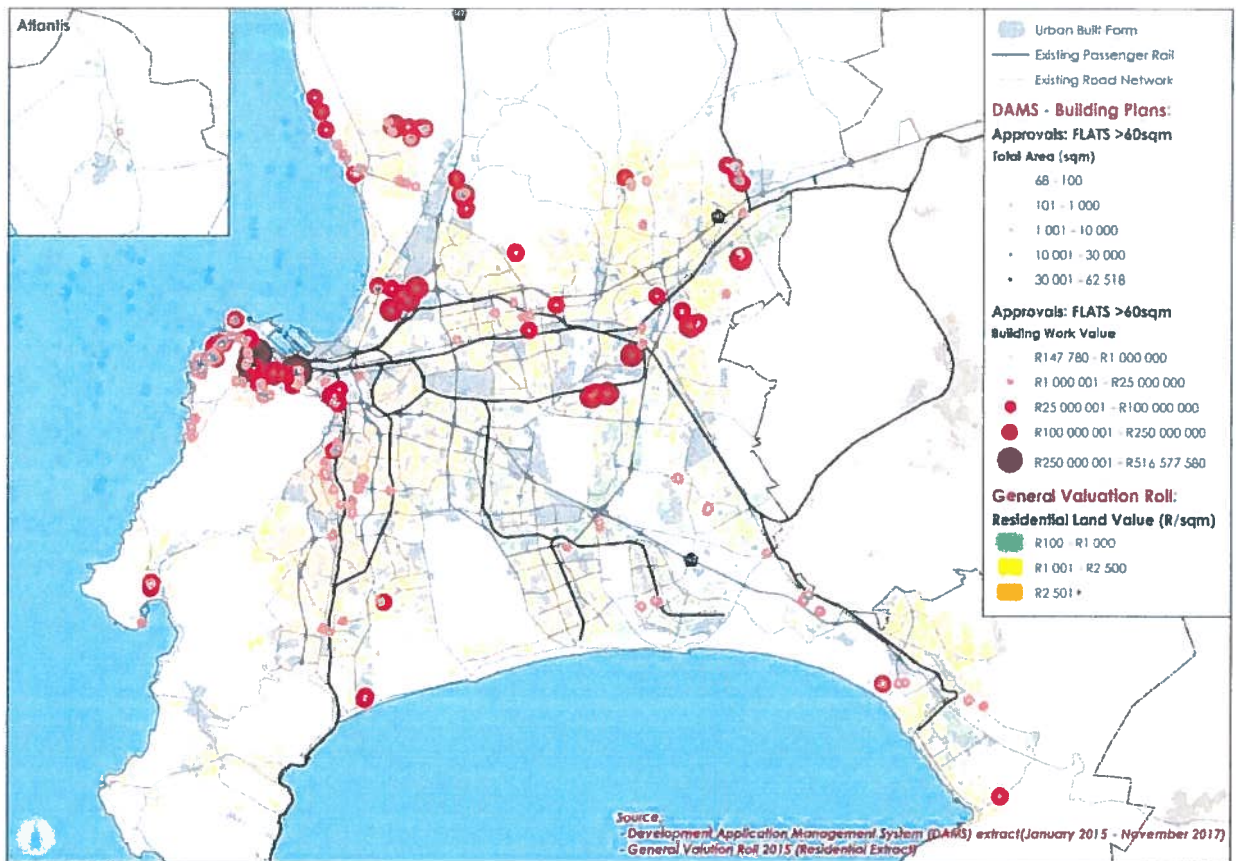 Atlantis
Urban Built Form
Existing Passenger Rail
Existing Road Network
DAMS - Building Plans:
Approvals: FLATS >60sqm
Total Area (sqm)
68 - 100
101 - 1 000
1 001 - 10 000
10 001 - 30 000
30 001 - 62 518
Approvals: FLATS >60sqm
Building Work Value
R147 780 - R1 000 000
R1 000 001 - R25 000 000
R25 000 001 - R100 000 000
R100 000 001 - R250 000 000
R250 000 001 - R516 577 580
General Valuation Roll:
Residential Land Value (R/sqm)
R100 - R1 000
R1 001 - R2 500
R2 501+
Source:
- Development Application Management System (DAMS) extract(January 2015 - November 2017)
- General Valution Roll 2015 (Residential Extract)